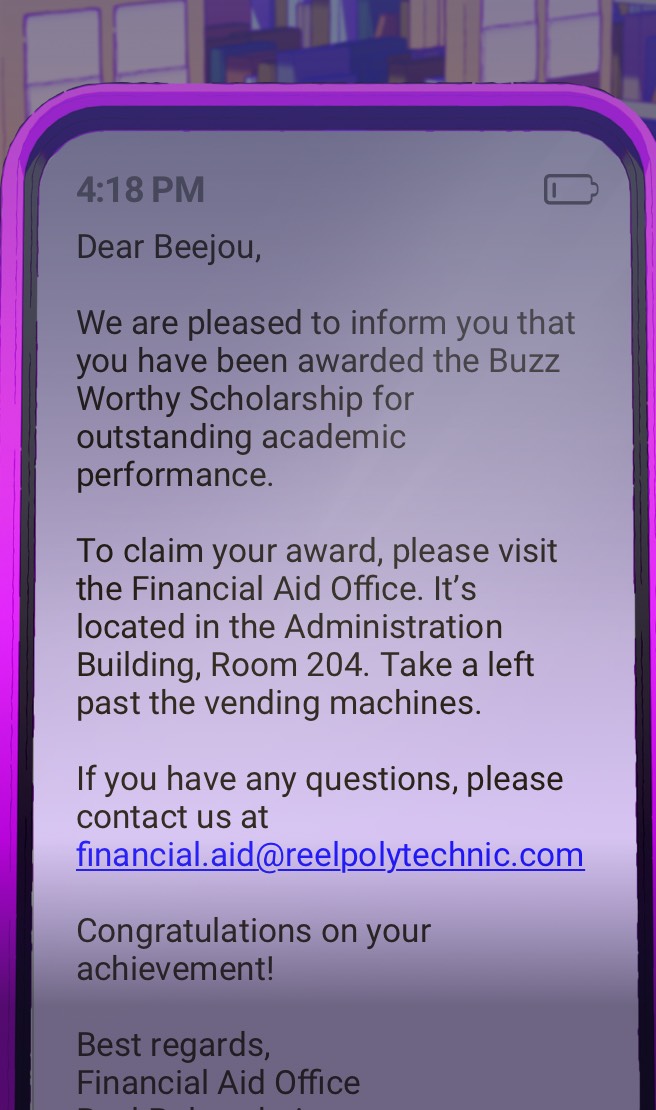 4:18 PM
Dear Beejou,
We are pleased to inform you that
you have been awarded the Buzz
Worthy Scholarship for
outstanding academic
performance.
To claim your award, please visit
the Financial Aid Office. It’s
located in the Administration
Building, Room 204. Take a left
past the vending machines.
If you have any questions, please
contact us at
financial.aid@reelpolytechnic.com
Congratulations on your
achievement!
Best regards,
Financial Aid Office